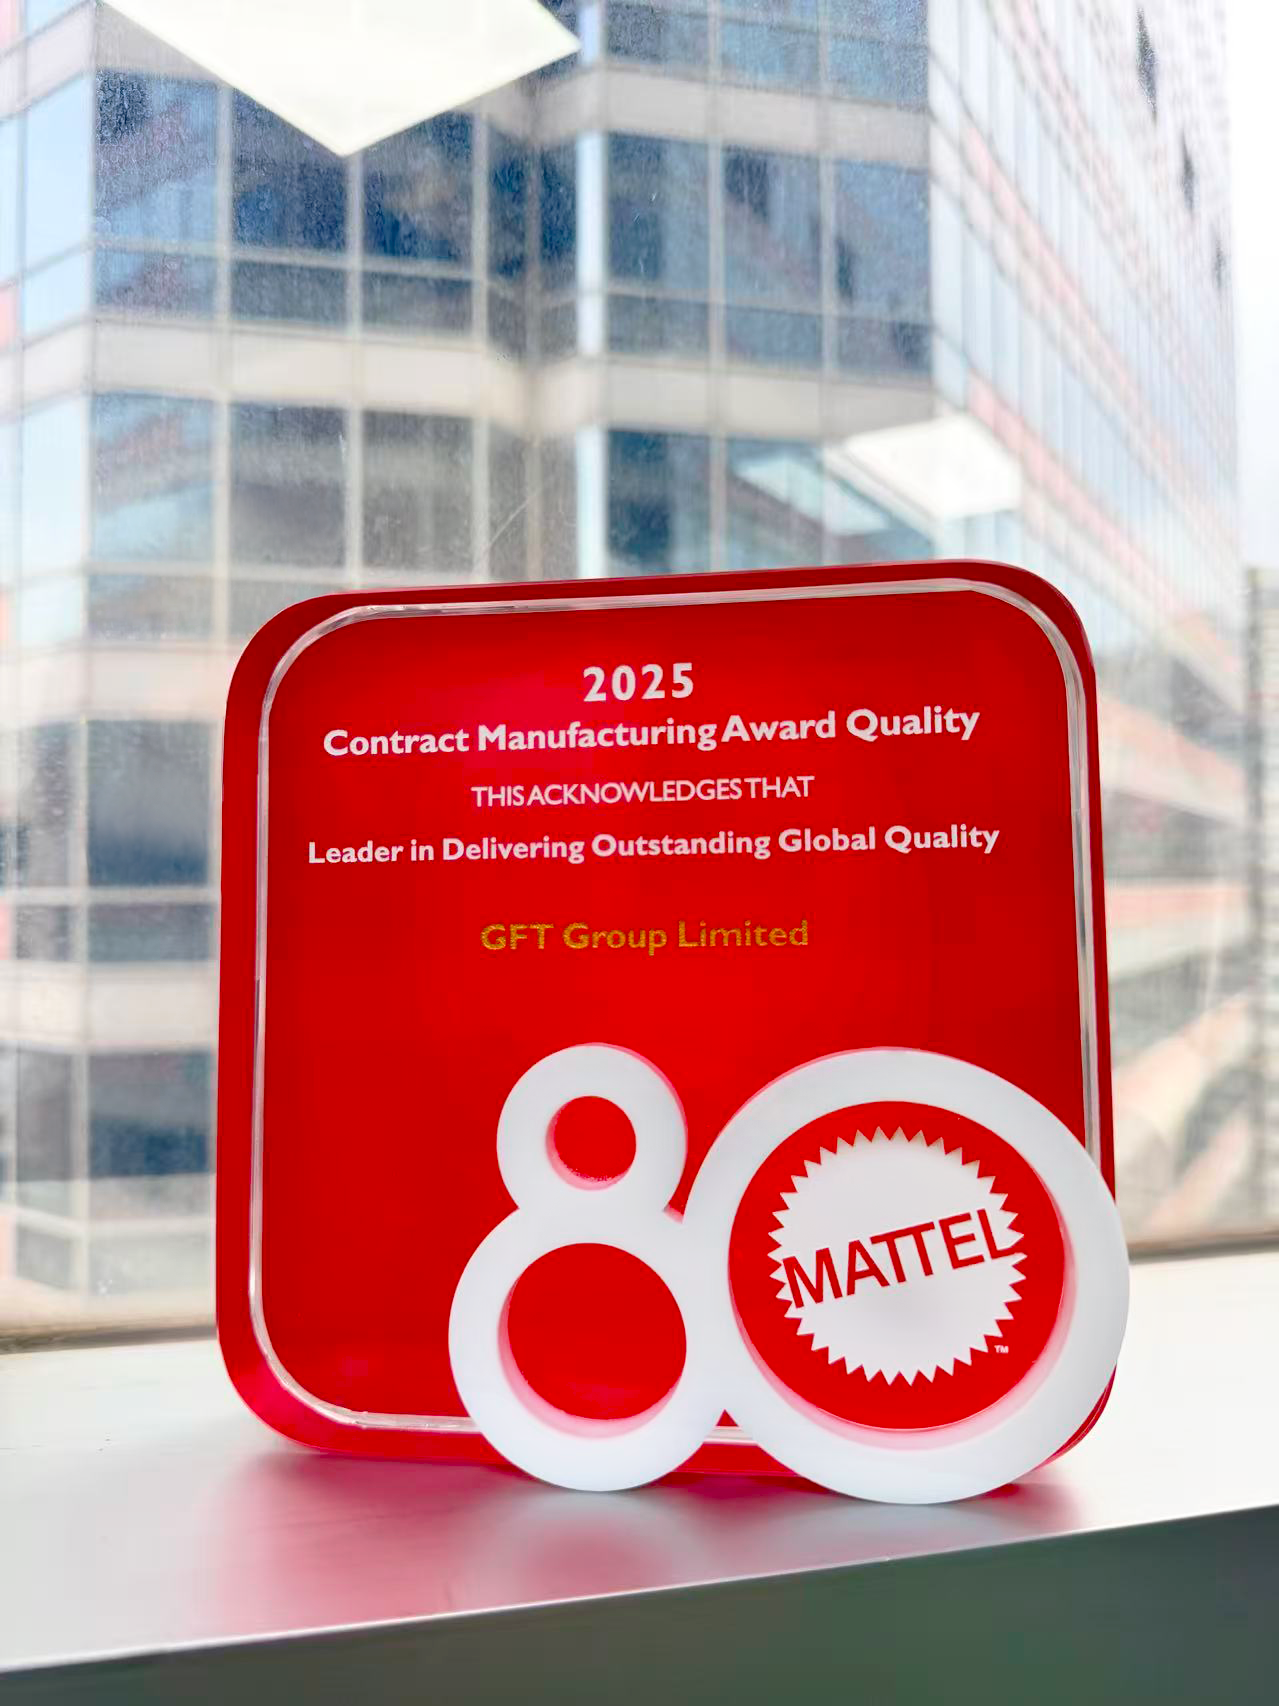 2025
Contract Manufacturing Award Quality
THIS ACKNOWLEDGES THAT
Leader in Delivering Outstanding Global Quality
GFT Group Limited
80
MATTEL
TM